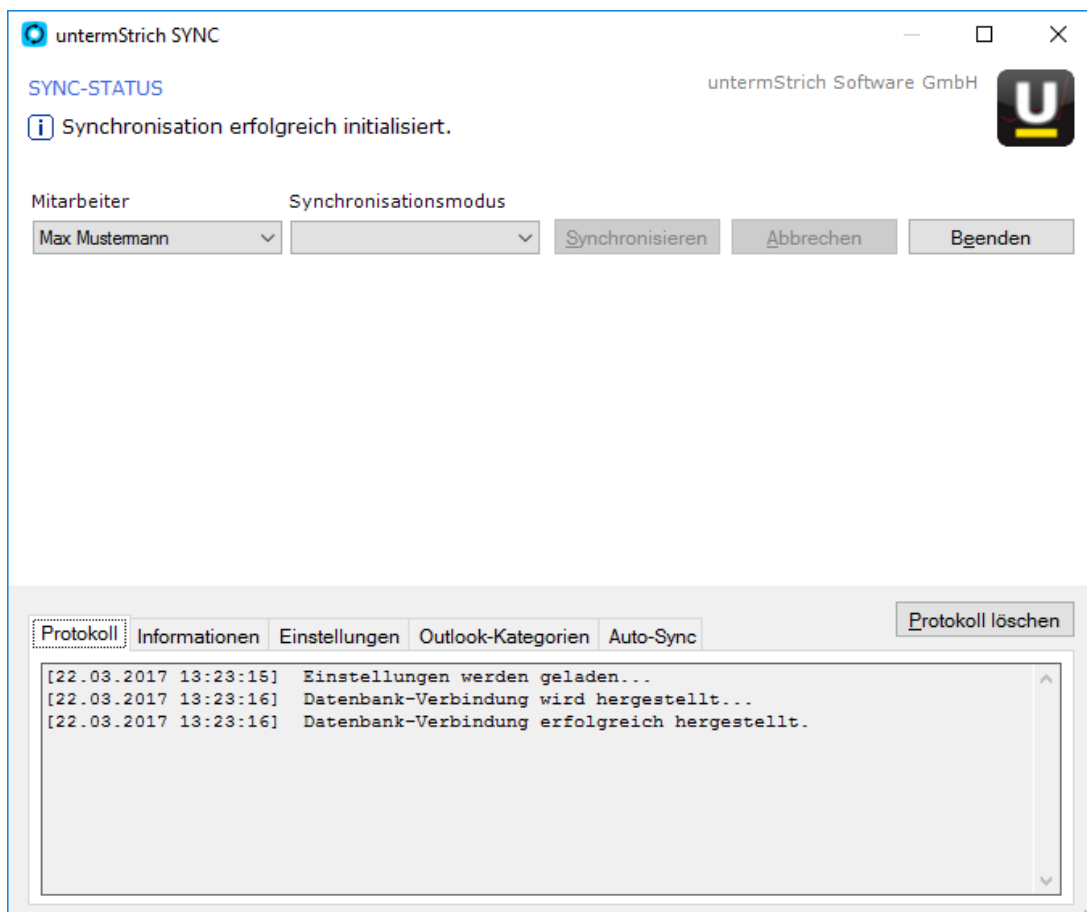 untermStrich SYNC
SYNC-STATUS
untermStrich Software GmbH
U
i Synchronisation erfolgreich initialisiert.
Mitarbeiter
Synchronisationsmodus
Max Mustermann
Synchronisieren
Abbrechen
Beenden
Protokoll löschen
Protokoll
Informationen
Einstellungen
Outlook-Kategorien
Auto-Sync
[22.03.2017 13:23:15] Einstellungen werden geladen...
[22.03.2017 13:23:16] Datenbank-Verbindung wird hergestellt...
[22.03.2017 13:23:16] Datenbank-Verbindung erfolgreich hergestellt.